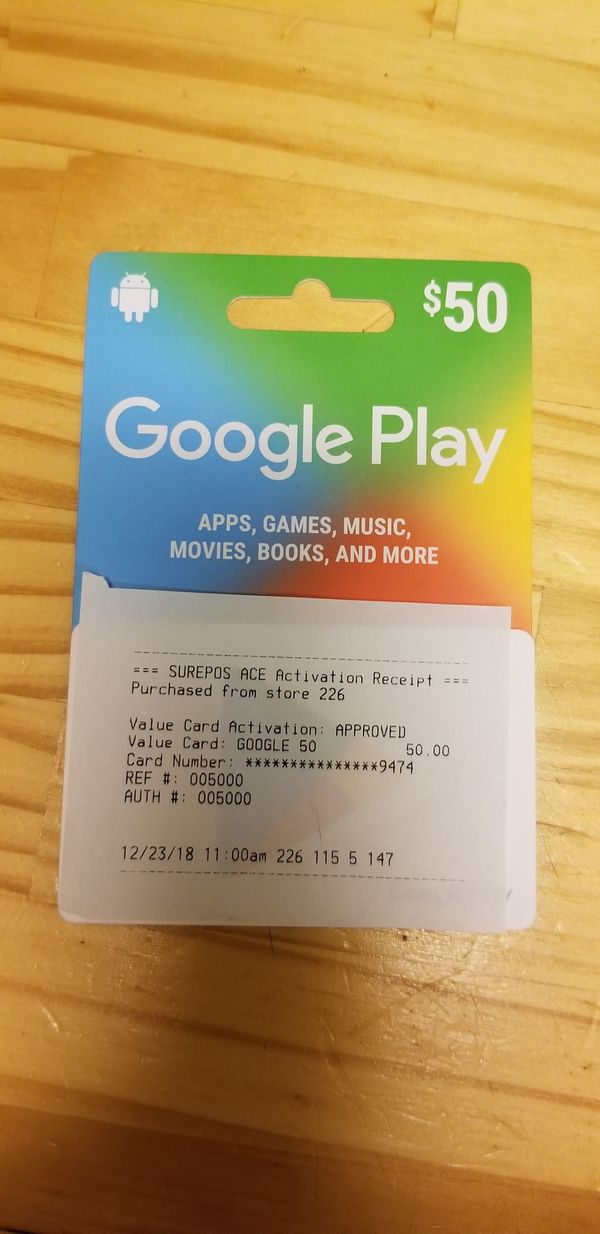 $50
Google Play
APPS, GAMES, MUSIC,
MOVIES, BOOKS, AND MORE
=== SUREPOS ACE Activation Receipt ===
Purchased from store 226
Value Card Activation: APPROVED
Value Card: GOOGLE 50 50.00
Card Number: ***************9474
REF #: 005000
AUTH #: 005000
12/23/18 11:00am 226 115 5 147